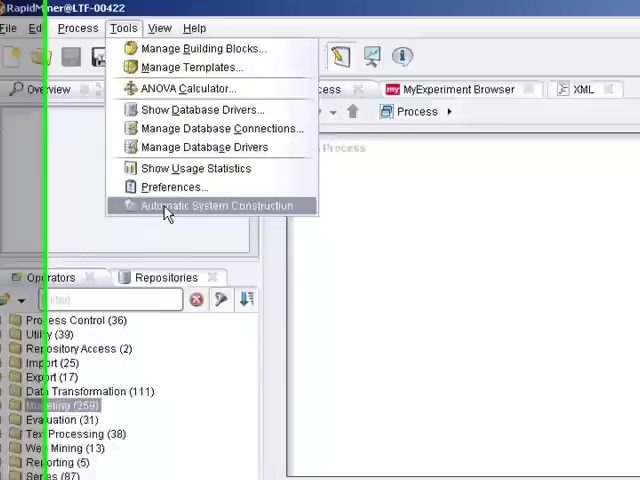 RapidMiner@LTF-00422
File Ed Process Tools View Help
Manage Building Blocks...
Manage Templates...
ANOVA Calculator...
Show Database Drivers...
Manage Database Connections...
Manage Database Drivers
Show Usage Statistics
Preferences...
Automatic System Construction
Overview cess MyExperiment Browser XML
Process
Process
Operators Repositories
[Filter]
Process Control (36)
Utility (39)
Repository Access (2)
Import (25)
Export (17)
Data Transformation (111)
Modeling (259)
Evaluation (31)
Text Processing (38)
Web Mining (13)
Reporting (5)
Series (87)